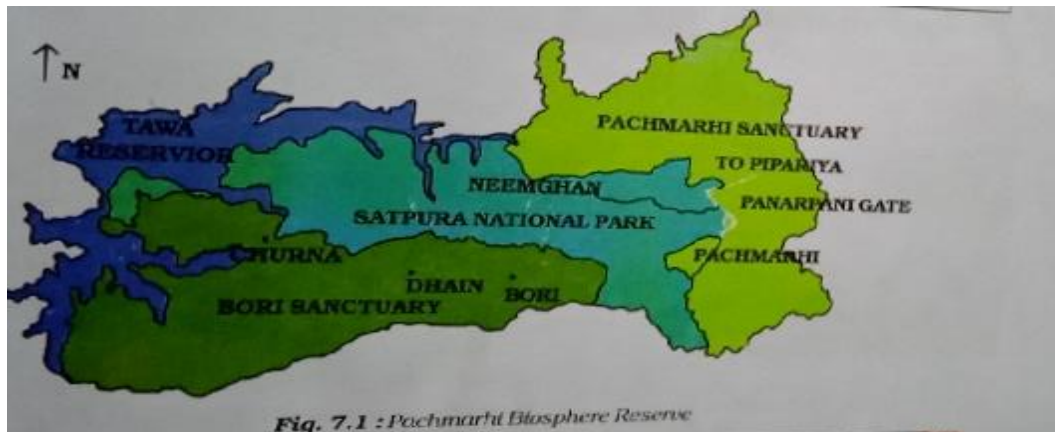 N
TAWA
RESERVIOR
PACHMARHI SANCTUARY
TO PIPARIYA
NEEMGHAN
PANARPANI GATE
SATPURA NATIONAL PARK
CHURNA
PACHMARHI
DHAIN
BORI
BORI SANCTUARY
Fig. 7.1 : Pachmarhi Biosphere Reserve